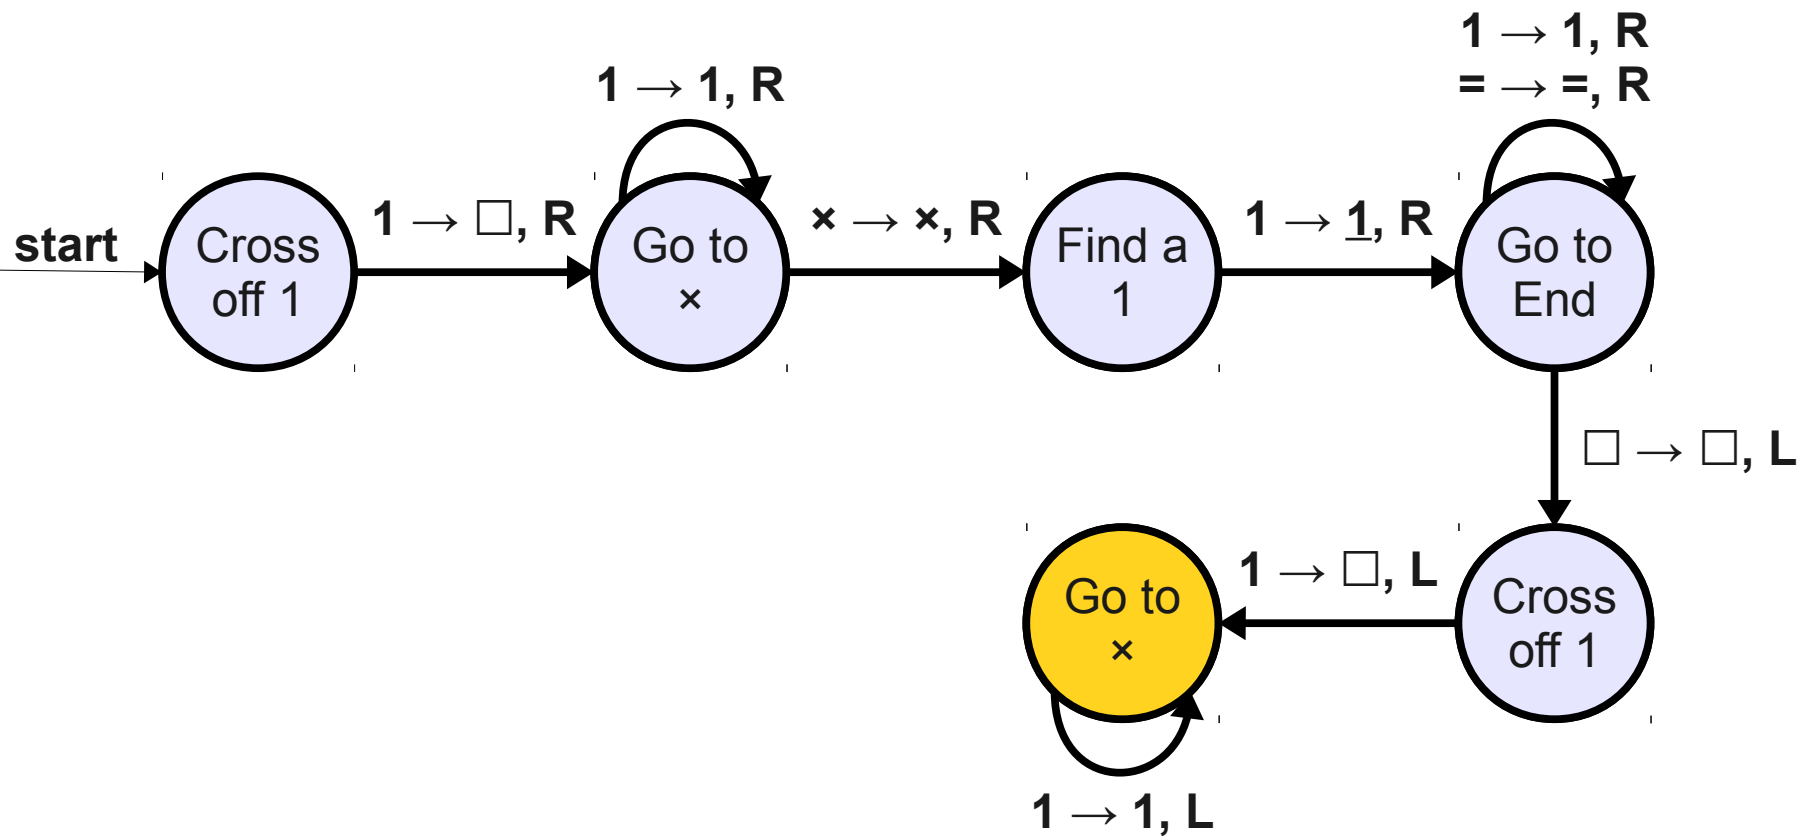 1 → 1, R
= → =, R
1 → 1, R
start
Cross
off 1
1 → □, R
Go to
×
× → ×, R
Find a
1
1 → 1, R
Go to
End
□ → □, L
Go to
×
1 → □, L
Cross
off 1
1 → 1, L